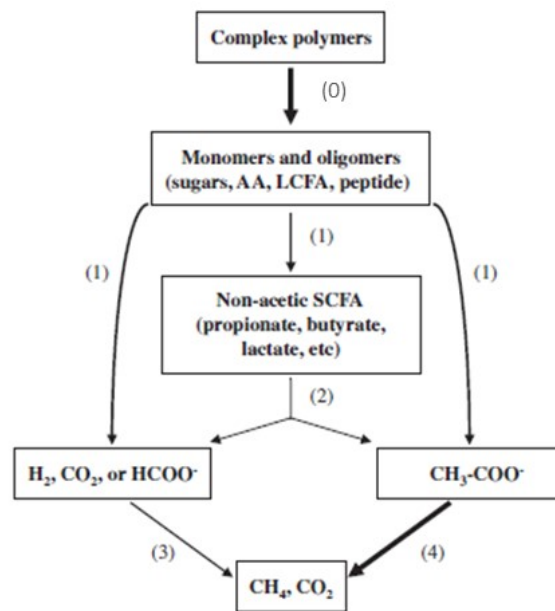 Complex polymers
(0)
Monomers and oligomers
(sugars, AA, LCFA, peptide)
(1)
(1)
(1)
Non-acetic SCFA
(propionate, butyrate,
lactate, etc)
(2)
H₂, CO₂, or HCOO⁻
CH₃-COO⁻
(3)
(4)
CH₄, CO₂